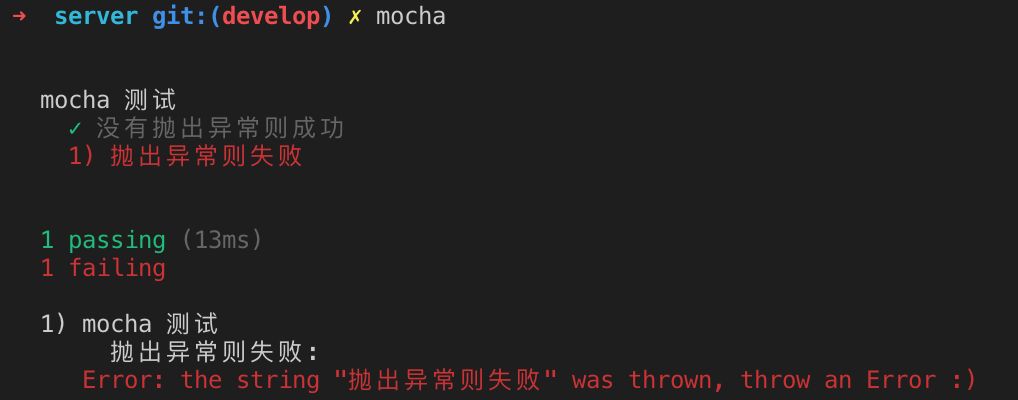 → server git:(develop) ✗ mocha
mocha 测试
✓ 没有抛出异常则成功
1) 抛出异常则失败
1 passing (13ms)
1 failing
1) mocha 测试
抛出异常则失败:
Error: the string "抛出异常则失败" was thrown, throw an Error :)